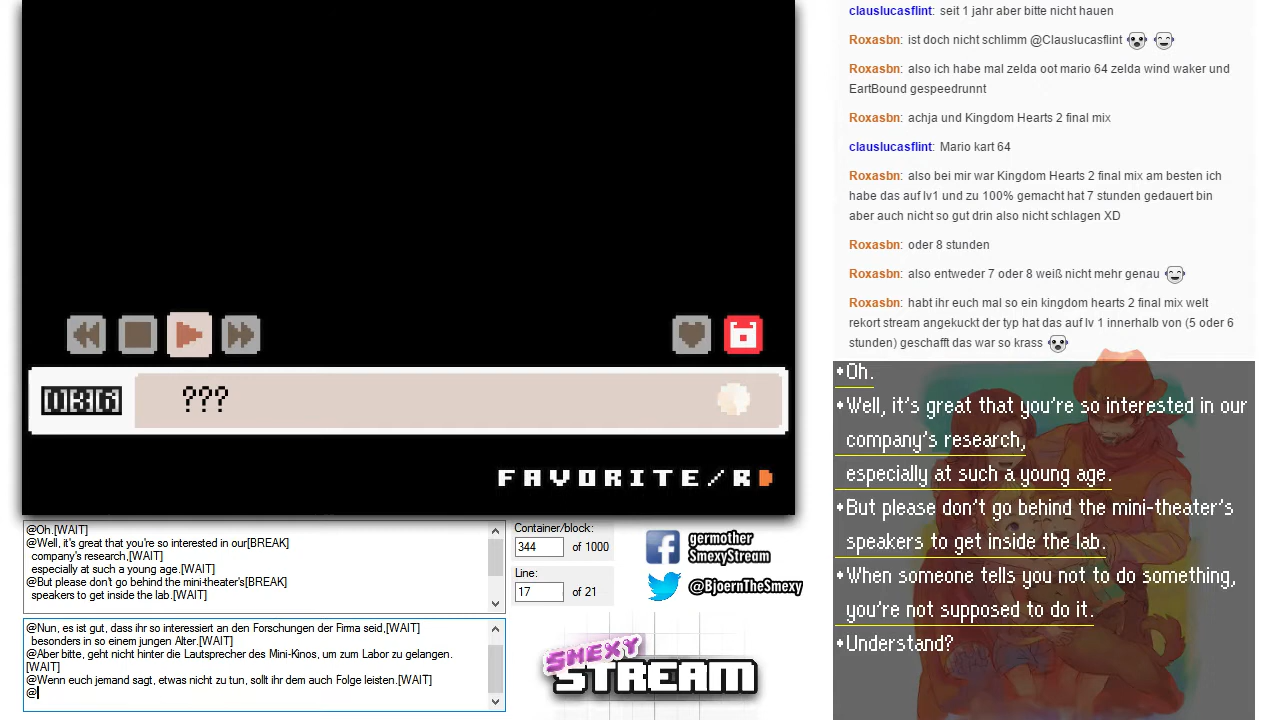 036
???
FAVORITE/R
@Oh.[WAIT]
@Well, it's great that you're so interested in our[BREAK]
company's research,[WAIT]
especially at such a young age.[WAIT]
@But please don't go behind the mini-theater's[BREAK]
speakers to get inside the lab.[WAIT]
@Nun, es ist gut, dass ihr so interessiert an den Forschungen der Firma seid,[WAIT]
besonders in so einem jungen Alter.[WAIT]
@Aber bitte, geht nicht hinter die Lautsprecher des Mini-Kinos, um zum Labor zu gelangen.
[WAIT]
@Wenn euch jemand sagt, etwas nicht zu tun, sollt ihr dem auch Folge leisten.[WAIT]
@
Container/block:
344 of 1000
Line:
17 of 21
germother
SmexyStream
@BjoernTheSmexy
SMEXY
STREAM
clauslucasflint: seit 1 jahr aber bitte nicht hauen
Roxasbn: ist doch nicht schlimm @Clauslucasflint
Roxasbn: also ich habe mal zelda oot mario 64 zelda wind waker und
EartBound gespeedrunnt
Roxasbn: achja und Kingdom Hearts 2 final mix
clauslucasflint: Mario kart 64
Roxasbn: also bei mir war Kingdom Hearts 2 final mix am besten ich
habe das auf lv1 und zu 100% gemacht hat 7 stunden gedauert bin
aber auch nicht so gut drin also nicht schlagen XD
Roxasbn: oder 8 stunden
Roxasbn: also entweder 7 oder 8 weiß nicht mehr genau
Roxasbn: habt ihr euch mal so ein kingdom hearts 2 final mix welt
rekort stream angekuckt der typ hat das auf lv 1 innerhalb von (5 oder 6
stunden) geschafft das war so krass
•Oh.
•Well, it's great that you're so interested in our
company's research,
especially at such a young age.
•But please don't go behind the mini-theater's
speakers to get inside the lab.
•When someone tells you not to do something,
you're not supposed to do it.
•Understand?